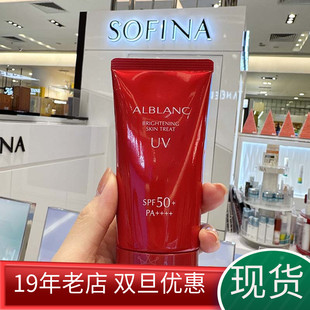 SOFINA
ALBLANC
BRIGHTENING
SKIN TREAT
UV
SPF50+
PA++++
19年老店 双旦优惠
现货